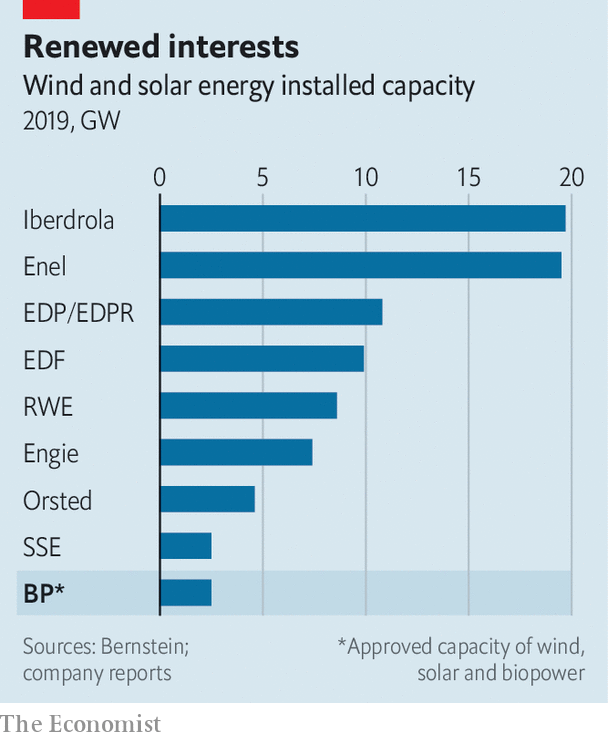 Renewed interests
Wind and solar energy installed capacity
2019, GW
0 5 10 15 20
Iberdrola
Enel
EDP/EDPR
EDF
RWE
Engie
Orsted
SSE
BP*
Sources: Bernstein;
company reports
*Approved capacity of wind,
solar and biopower
The Economist